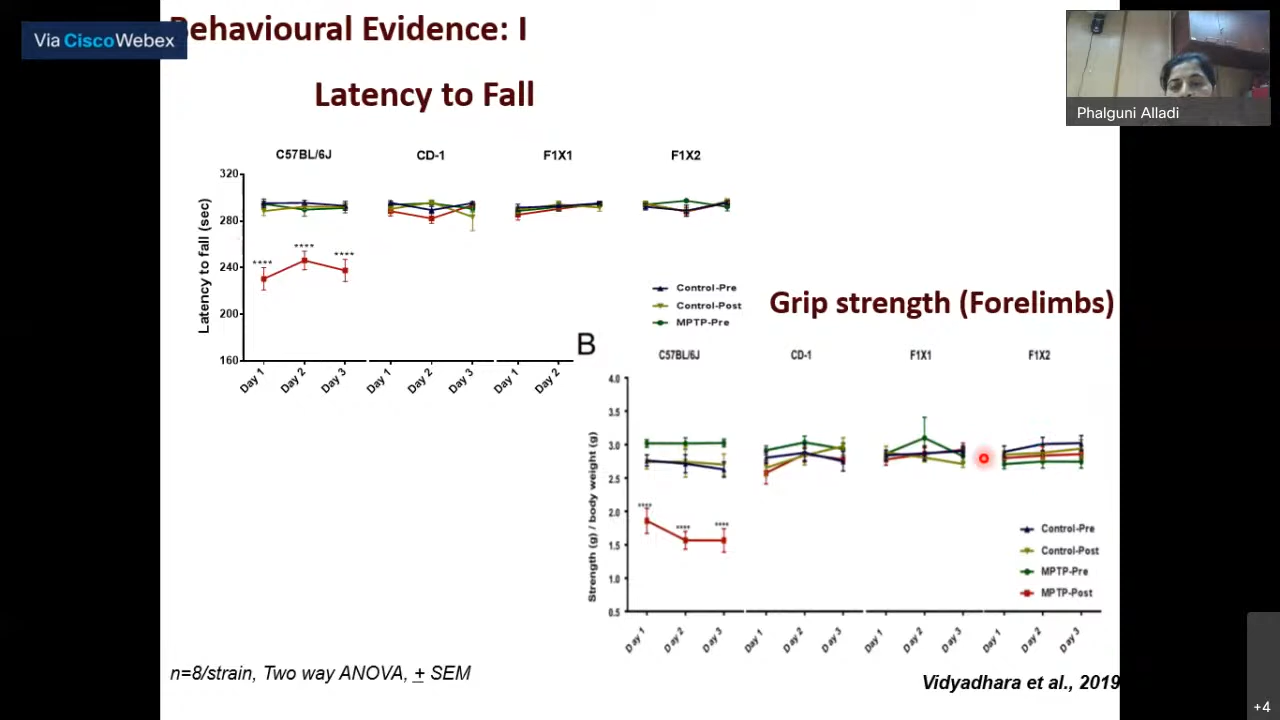 Via CiscoWebex
Behavioural Evidence: I
Phalguni Alladi
Latency to Fall
C57BL/6J
CD-1
F1X1
F1X2
Latency to fall (sec)
320
280
240
200
160
****
****
****
Control-Pre
Control-Post
MPTP-Pre
Day 1
Day 2
Day 3
Day 1
Day 2
Day 3
Day 1
Day 2
Grip strength (Forelimbs)
B
C57BL/6J
CD-1
F1X1
F1X2
Strength (g) / body weight (g)
4.0
3.5
3.0
2.5
2.0
1.5
1.0
0.5
****
****
****
Control-Pre
Control-Post
MPTP-Pre
MPTP-Post
Day 1
Day 2
Day 3
Day 1
Day 2
Day 3
Day 1
Day 2
Day 3
Day 1
Day 2
Day 3
n=8/strain, Two way ANOVA, + SEM
Vidyadhara et al., 2019
+4